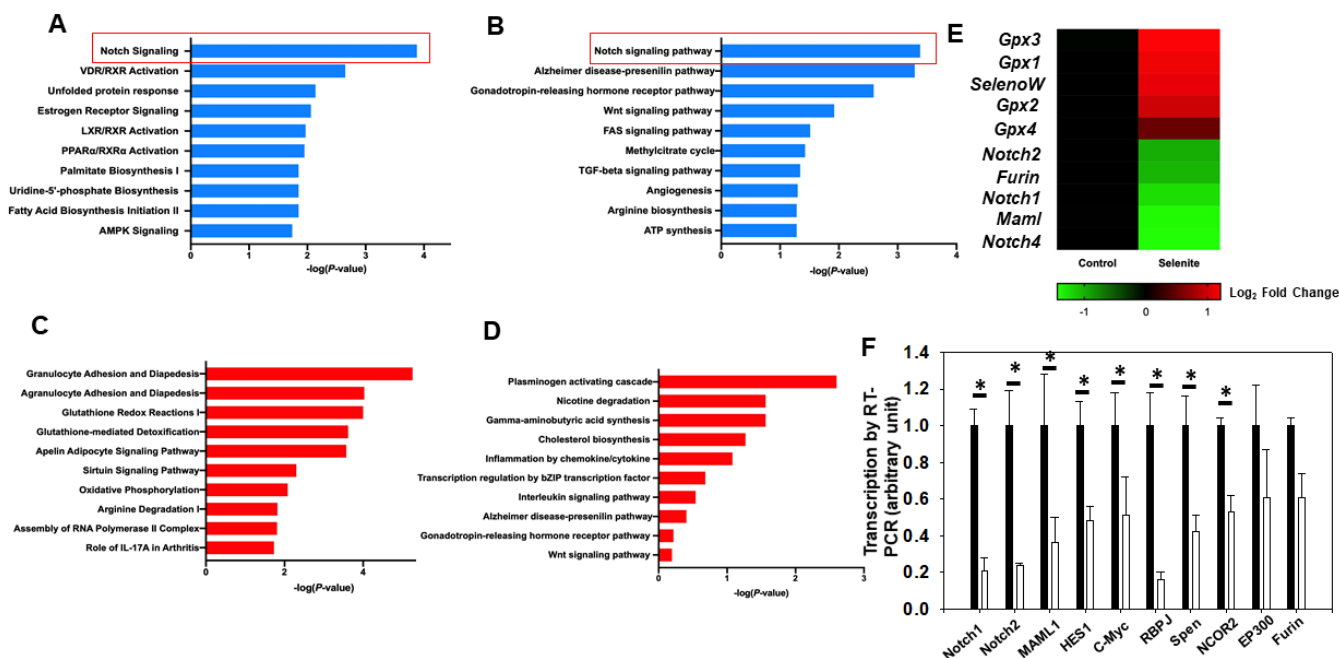 A
Notch Signaling
VDR/RXR Activation
Unfolded protein response
Estrogen Receptor Signaling
LXR/RXR Activation
PPARα/RXRα Activation
Palmitate Biosynthesis I
Uridine-5'-phosphate Biosynthesis
Fatty Acid Biosynthesis Initiation II
AMPK Signaling
0 1 2 3 4
-log(P-value)
B
Notch signaling pathway
Alzheimer disease-presenilin pathway
Gonadotropin-releasing hormone receptor pathway
Wnt signaling pathway
FAS signaling pathway
Methylcitrate cycle
TGF-beta signaling pathway
Angiogenesis
Arginine biosynthesis
ATP synthesis
0 1 2 3 4
-log(P-value)
E
Gpx3
Gpx1
SelenoW
Gpx2
Gpx4
Notch2
Furin
Notch1
Maml
Notch4
Control Selenite
Log2 Fold Change
-1 0 1
C
Granulocyte Adhesion and Diapedesis
Agranulocyte Adhesion and Diapedesis
Glutathione Redox Reactions I
Glutathione-mediated Detoxification
Apelin Adipocyte Signaling Pathway
Sirtuin Signaling Pathway
Oxidative Phosphorylation
Arginine Degradation I
Assembly of RNA Polymerase II Complex
Role of IL-17A in Arthritis
0 2 4
-log(P-value)
D
Plasminogen activating cascade
Nicotine degradation
Gamma-aminobutyric acid synthesis
Cholesterol biosynthesis
Inflammation by chemokine/cytokine
Transcription regulation by bZIP transcription factor
Interleukin signaling pathway
Alzheimer disease-presenilin pathway
Gonadotropin-releasing hormone receptor pathway
Wnt signaling pathway
0 1 2 3
-log(P-value)
F
Transcription by RT-
PCR (arbitrary unit)
1.4
1.2
1.0
0.8
0.6
0.4
0.2
0.0
* * * * * * * *
Notch1 Notch2 MAML1 HES1 C-Myc RBPJ Spen NCOR2 EP300 Furin